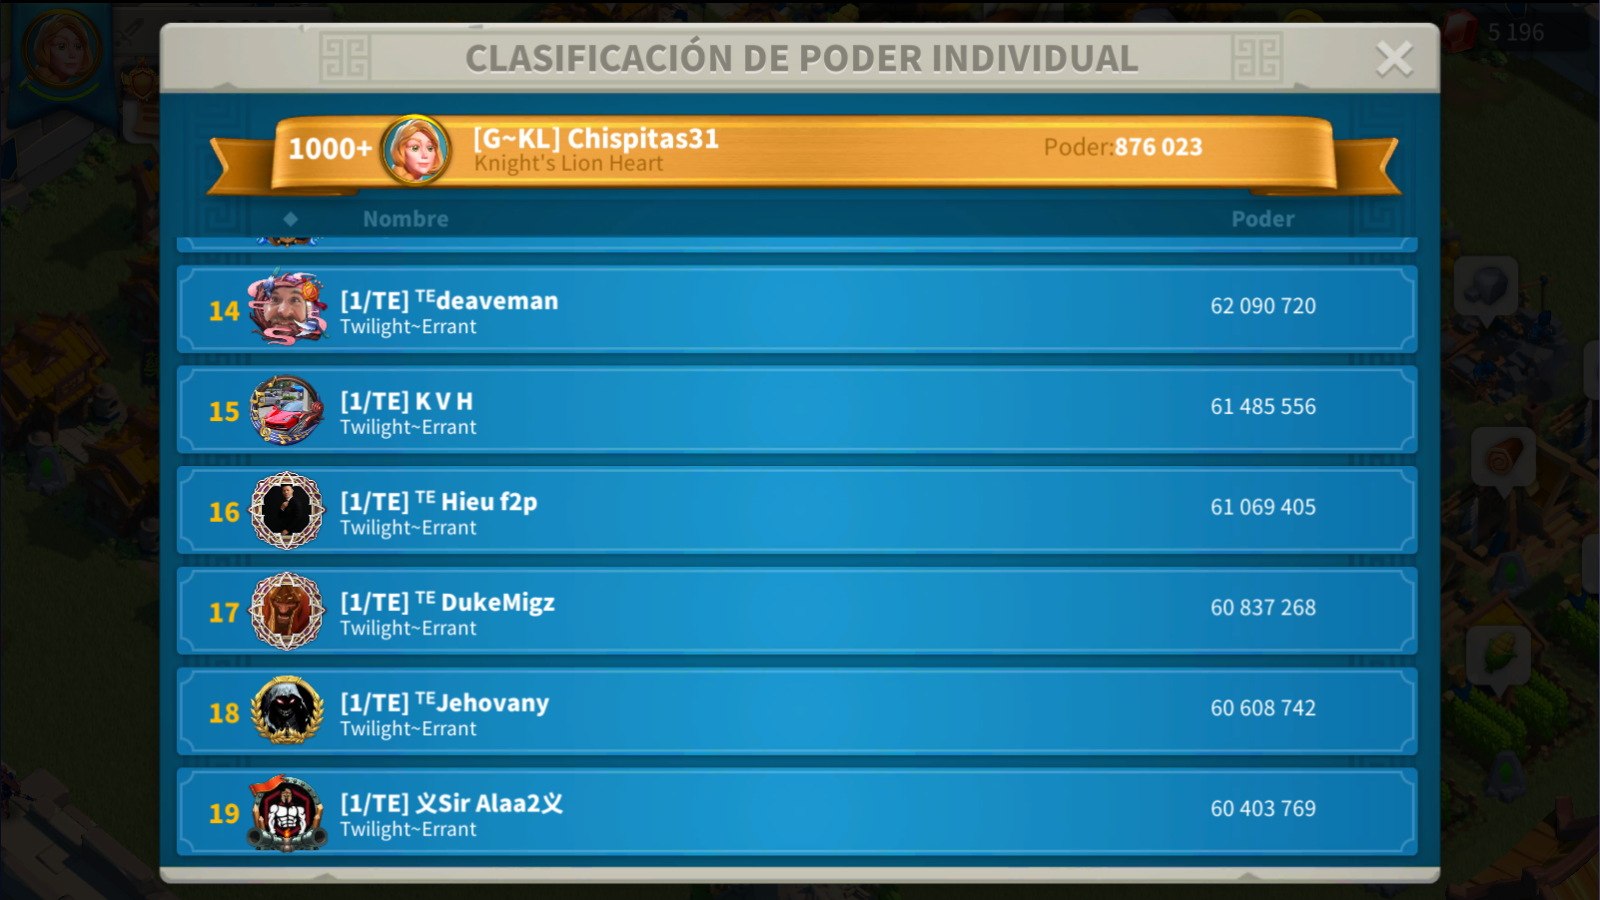 5 196
CLASIFICACIÓN DE PODER INDIVIDUAL
1000+
[G~KL] Chispitas31
Knight's Lion Heart
Poder:876 023
Nombre
Poder
14
[1/TE] ᵀᴱdeaveman
Twilight~Errant
62 090 720
15
[1/TE] K V H
Twilight~Errant
61 485 556
16
[1/TE] ᵀᴱ Hieu f2p
Twilight~Errant
61 069 405
17
[1/TE] ᵀᴱ DukeMigz
Twilight~Errant
60 837 268
18
[1/TE] ᵀᴱJehovany
Twilight~Errant
60 608 742
19
[1/TE] 义Sir Alaa2义
Twilight~Errant
60 403 769